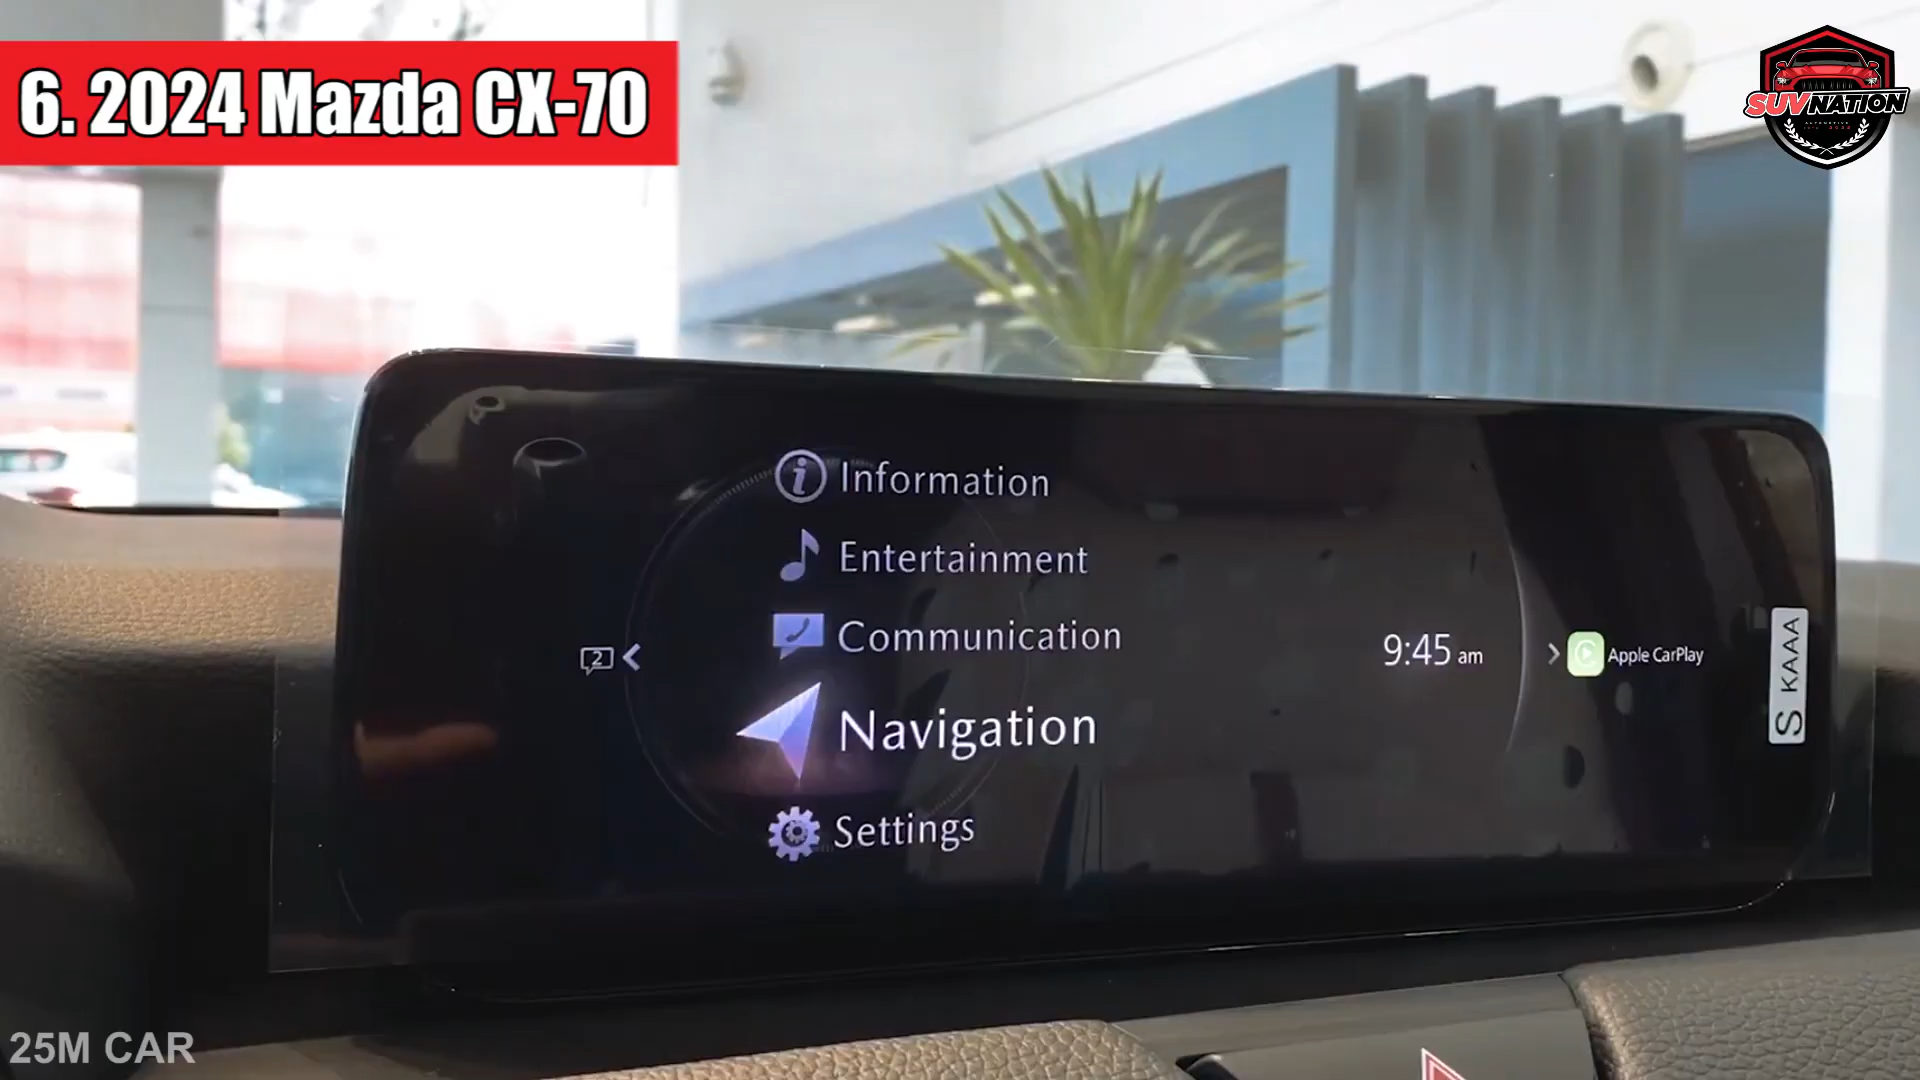 6. 2024 Mazda CX-70
SUVNATION
Information
Entertainment
Communication
2
9:45 am
Apple CarPlay
Navigation
Settings
S KAAA
25M CAR